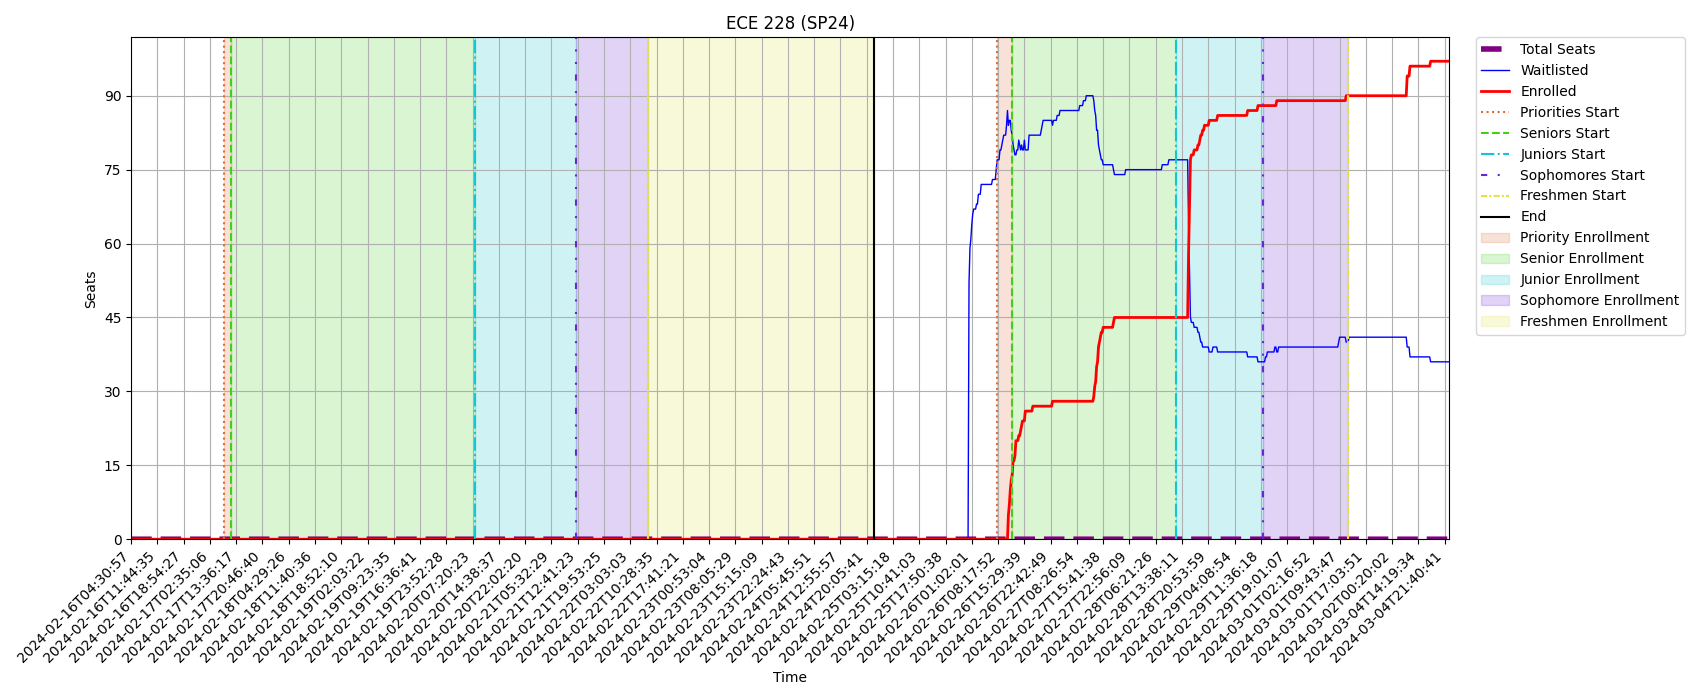 ECE 228 (SP24)
Seats
90
75
60
45
30
15
0
2024-02-16T04:30:57
2024-02-16T11:44:35
2024-02-16T18:54:27
2024-02-17T02:35:06
2024-02-17T13:36:17
2024-02-17T20:46:40
2024-02-18T04:29:26
2024-02-18T11:40:36
2024-02-18T18:52:10
2024-02-19T02:03:22
2024-02-19T09:23:35
2024-02-19T16:36:41
2024-02-19T23:52:28
2024-02-20T07:20:23
2024-02-20T14:38:37
2024-02-20T22:02:20
2024-02-21T05:32:29
2024-02-21T12:41:23
2024-02-21T19:53:25
2024-02-22T03:03:03
2024-02-22T10:28:35
2024-02-22T17:41:21
2024-02-23T00:53:04
2024-02-23T08:05:29
2024-02-23T15:15:09
2024-02-23T22:24:43
2024-02-24T05:45:51
2024-02-24T12:55:57
2024-02-24T20:05:41
2024-02-25T03:15:18
2024-02-25T10:41:03
2024-02-25T17:50:38
2024-02-26T01:02:01
2024-02-26T08:17:52
2024-02-26T15:29:39
2024-02-26T22:42:49
2024-02-27T08:26:54
2024-02-27T15:41:38
2024-02-27T22:56:09
2024-02-28T06:21:26
2024-02-28T13:38:11
2024-02-28T20:53:59
2024-02-29T04:08:54
2024-02-29T11:36:18
2024-02-29T19:01:07
2024-03-01T02:16:52
2024-03-01T09:43:47
2024-03-01T17:03:51
2024-03-02T00:20:02
2024-03-04T14:19:34
2024-03-04T21:40:41
Time
Total Seats
Waitlisted
Enrolled
Priorities Start
Seniors Start
Juniors Start
Sophomores Start
Freshmen Start
End
Priority Enrollment
Senior Enrollment
Junior Enrollment
Sophomore Enrollment
Freshmen Enrollment